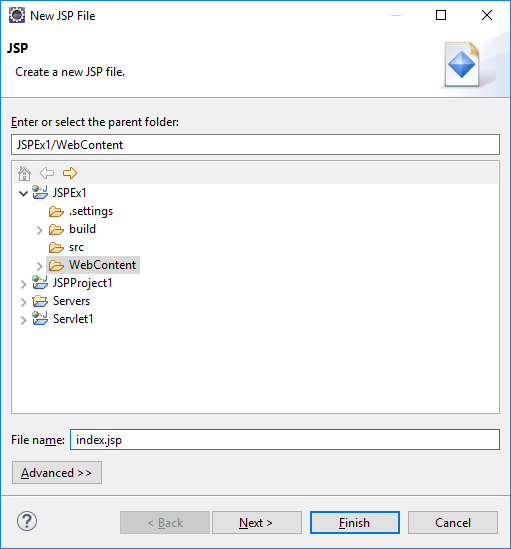 New JSP File
JSP
Create a new JSP file.
Enter or select the parent folder:
JSPEx1/WebContent
JSPEx1
.settings
build
src
WebContent
JSPProject1
Servers
Servlet1
File name: index.jsp
Advanced >>
? < Back Next > Finish Cancel